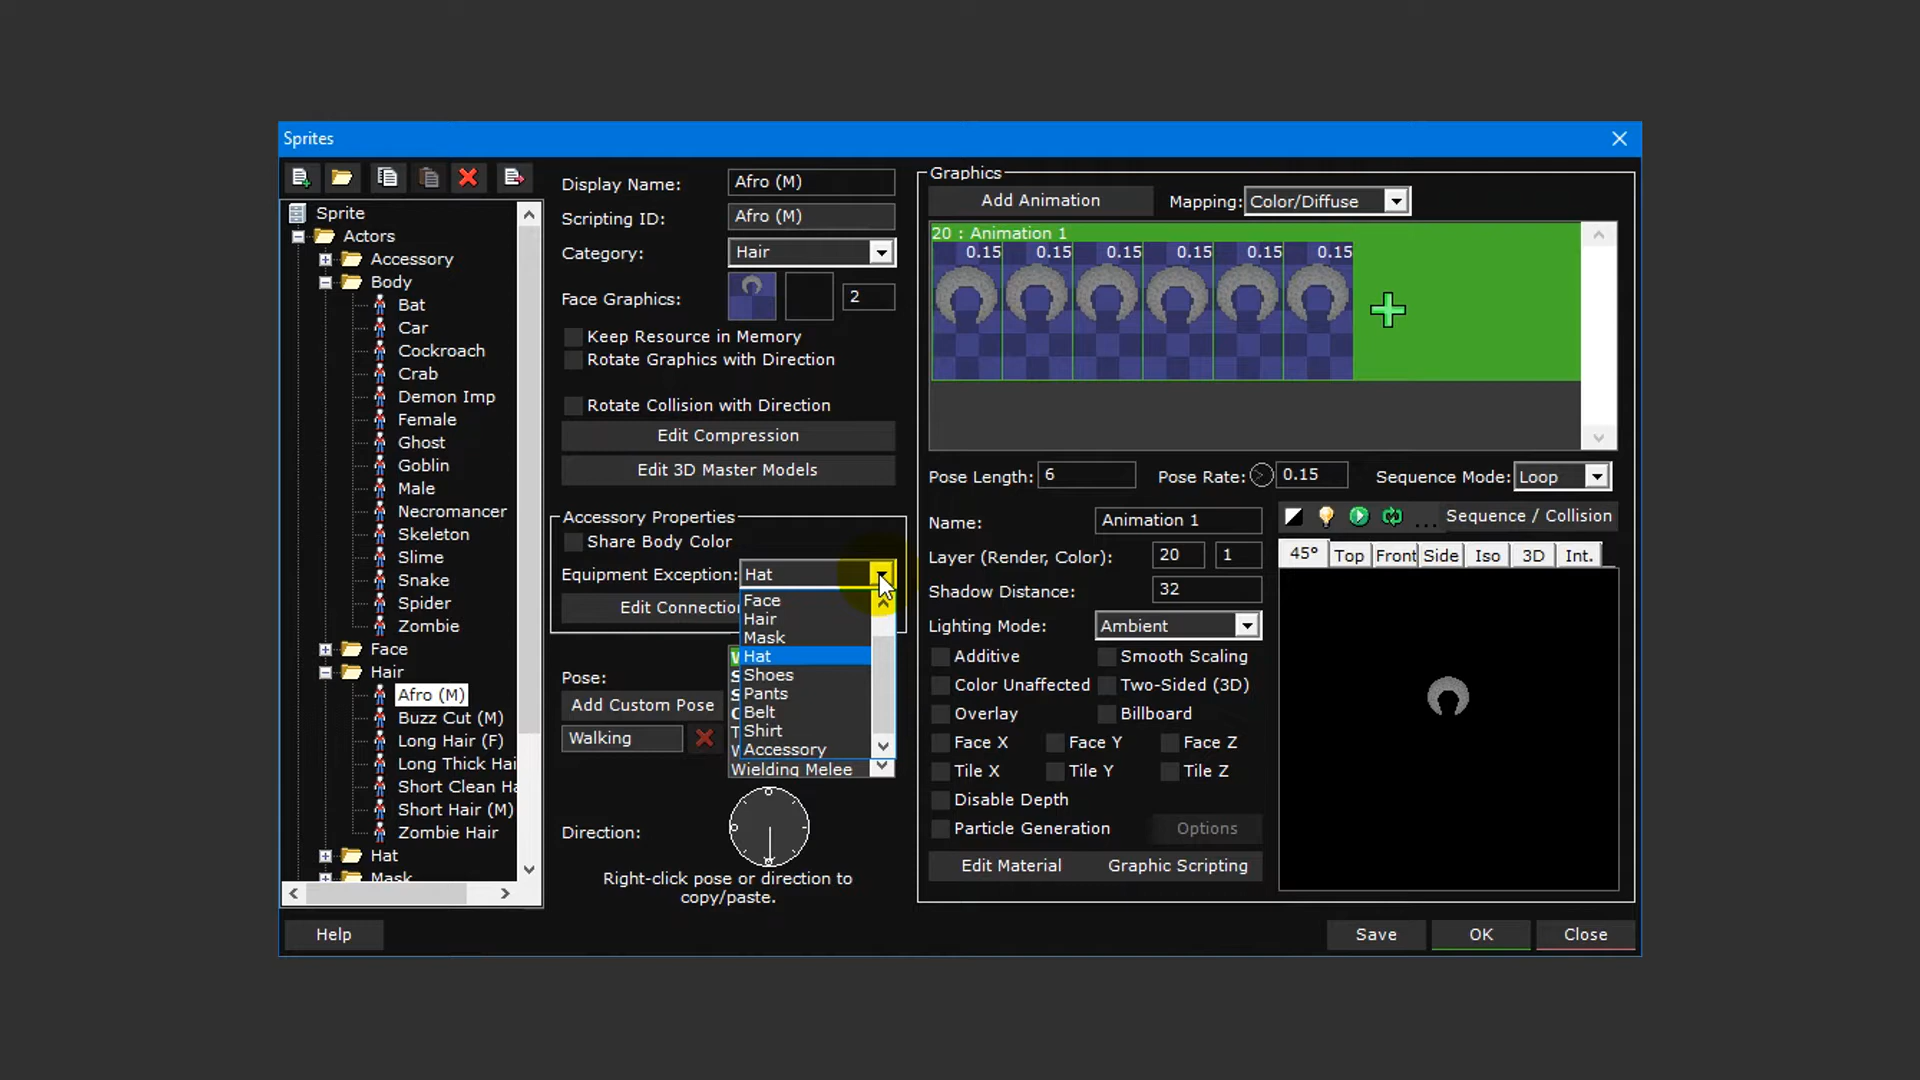 Sprites
Sprite
Actors
Accessory
Body
Bat
Car
Cockroach
Crab
Demon Imp
Female
Ghost
Goblin
Male
Necromancer
Skeleton
Slime
Snake
Spider
Zombie
Face
Hair
Afro (M)
Buzz Cut (M)
Long Hair (F)
Long Thick Hai
Short Clean Ha
Short Hair (M)
Zombie Hair
Hat
Mask
Help
Display Name: Afro (M)
Scripting ID: Afro (M)
Category: Hair
Face Graphics: 2
Keep Resource in Memory
Rotate Graphics with Direction
Rotate Collision with Direction
Edit Compression
Edit 3D Master Models
Accessory Properties
Share Body Color
Equipment Exception: Hat
Edit Connectio
Face
Hair
Mask
Hat
Shoes
Pants
Belt
Shirt
Accessory
Wielding Melee
Pose:
Add Custom Pose
Walking
Direction:
Right-click pose or direction to
copy/paste.
Graphics
Add Animation Mapping: Color/Diffuse
20 : Animation 1
0.15 0.15 0.15 0.15 0.15 0.15
Pose Length: 6 Pose Rate: 0.15 Sequence Mode: Loop
Name: Animation 1
Layer (Render, Color): 20 1
Shadow Distance: 32
Lighting Mode: Ambient
Additive Smooth Scaling
Color Unaffected Two-Sided (3D)
Overlay Billboard
Face X Face Y Face Z
Tile X Tile Y Tile Z
Disable Depth
Particle Generation Options
Edit Material Graphic Scripting
... Sequence / Collision
45° Top Front Side Iso 3D Int.
Save OK Close